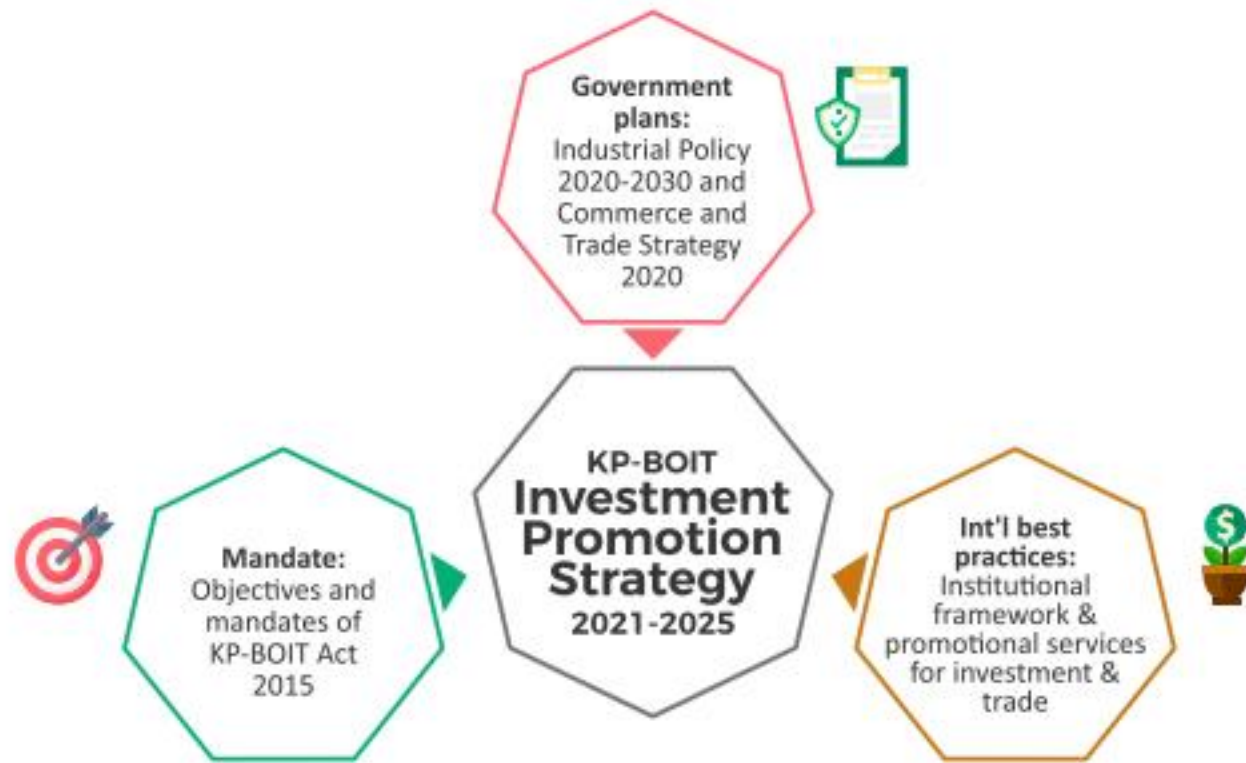 Government
plans:
Industrial Policy
2020-2030 and
Commerce and
Trade Strategy
2020
KP-BOIT
Investment
Promotion
Strategy
2021-2025
Mandate:
Objectives and
mandates of
KP-BOIT Act
2015
Int'l best
practices:
Institutional
framework &
promotional services
for investment &
trade
$